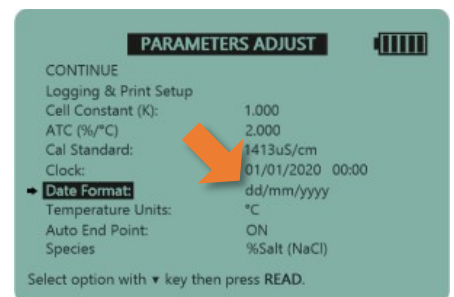 PARAMETERS ADJUST
CONTINUE
Logging & Print Setup
Cell Constant (K): 1.000
ATC (%/°C) 2.000
Cal Standard: 1413uS/cm
Clock: 01/01/2020 00:00
Date Format: dd/mm/yyyy
Temperature Units: °C
Auto End Point: ON
Species %Salt (NaCl)
Select option with ▾ key then press READ.